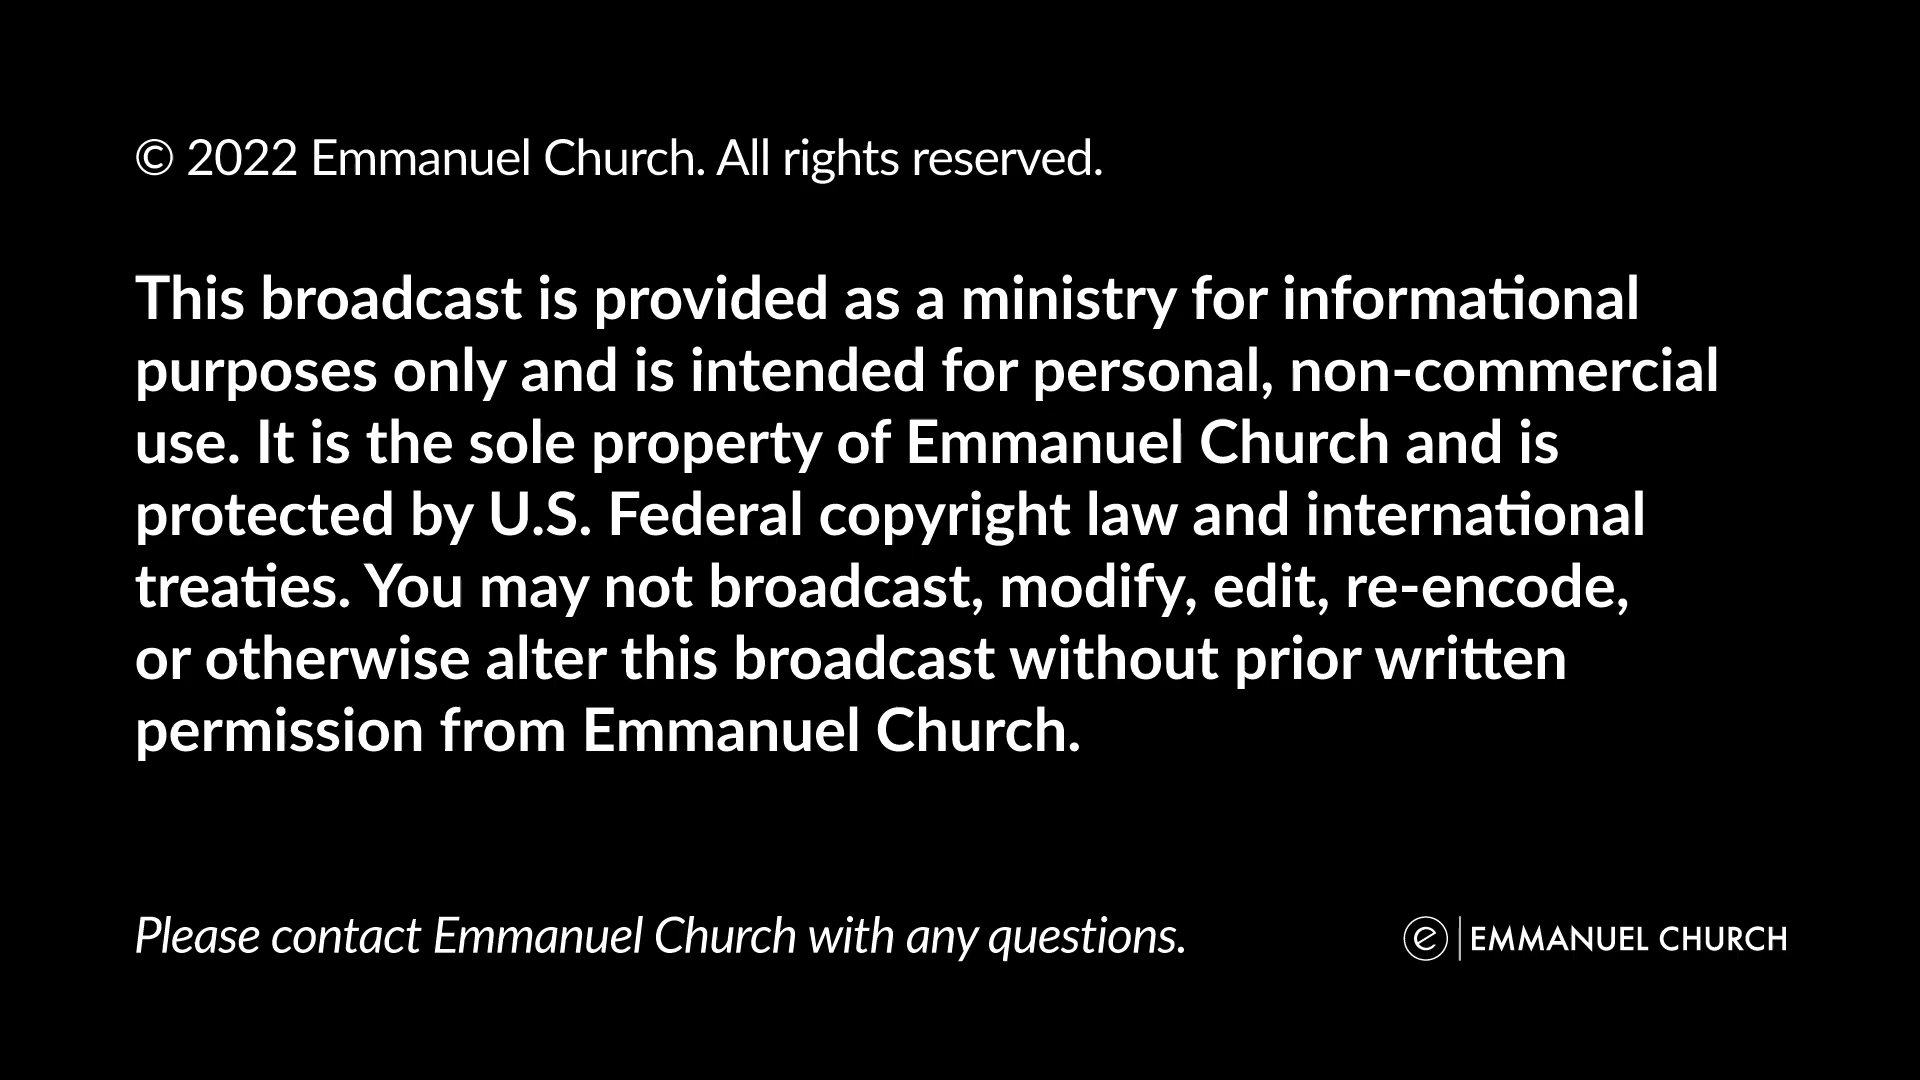 © 2022 Emmanuel Church. All rights reserved.
This broadcast is provided as a ministry for informational
purposes only and is intended for personal, non-commercial
use. It is the sole property of Emmanuel Church and is
protected by U.S. Federal copyright law and international
treaties. You may not broadcast, modify, edit, re-encode,
or otherwise alter this broadcast without prior written
permission from Emmanuel Church.
Please contact Emmanuel Church with any questions.
e EMMANUEL CHURCH